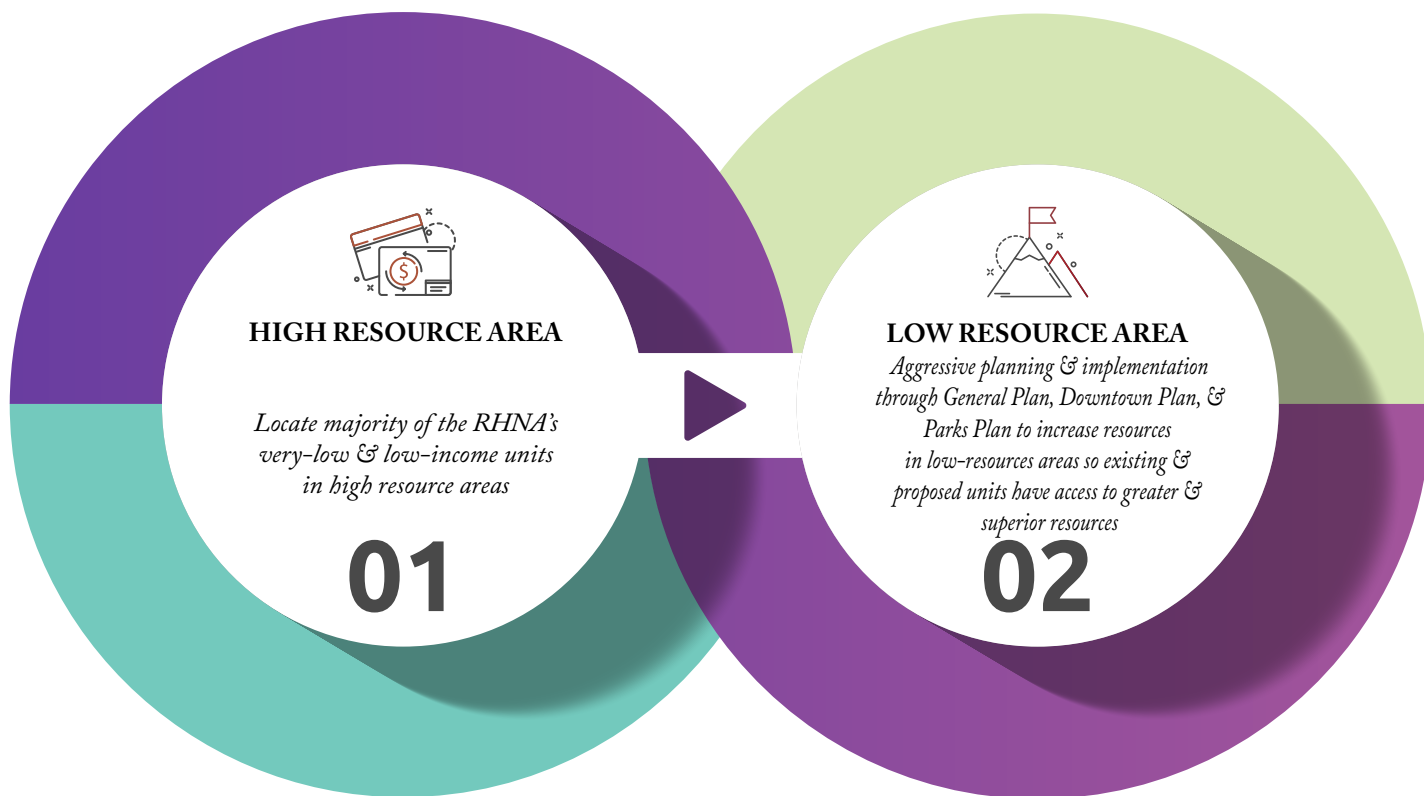 HIGH RESOURCE AREA
Locate majority of the RHNA’s
very-low & low-income units
in high resource areas
01
LOW RESOURCE AREA
Aggressive planning & implementation
through General Plan, Downtown Plan, &
Parks Plan to increase resources
in low-resources areas so existing &
proposed units have access to greater &
superior resources
02
$